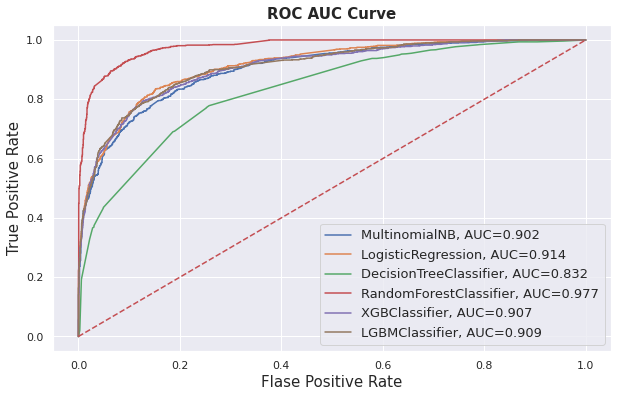 ROC AUC Curve
True Positive Rate
1.0
0.8
0.6
0.4
0.2
0.0
MultinomialNB, AUC=0.902
LogisticRegression, AUC=0.914
DecisionTreeClassifier, AUC=0.832
RandomForestClassifier, AUC=0.977
XGBClassifier, AUC=0.907
LGBMClassifier, AUC=0.909
0.0 0.2 0.4 0.6 0.8 1.0
Flase Positive Rate